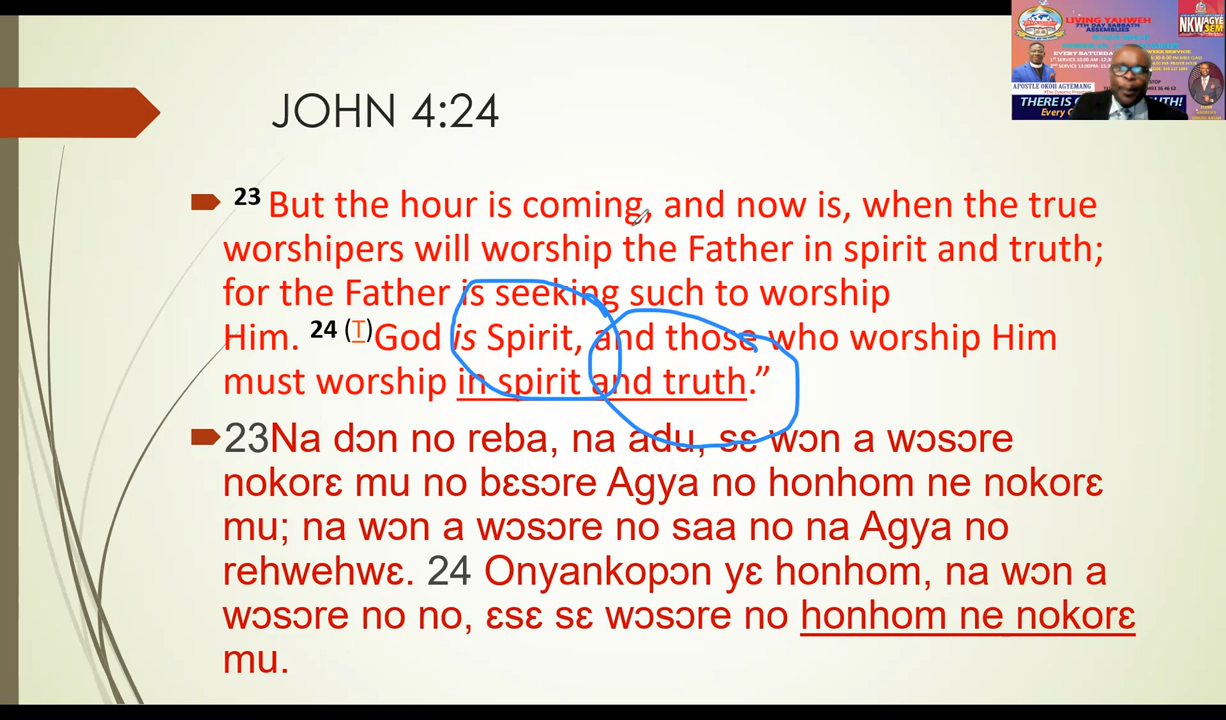 LIVING YAHWEH
7TH DAY SABBATH
ASSEMBLIES
NKWAGYE
SEM
APOSTLE OKOH AGYEMANG
JOHN 4:24
23 But the hour is coming, and now is, when the true
worshipers will worship the Father in spirit and truth;
for the Father is seeking such to worship
Him. 24 (T)God is Spirit, and those who worship Him
must worship in spirit and truth.”
23Na dɔn no reba, na adu, sɛ wɔn a wɔsɔre
nokorɛ mu no bɛsɔre Agya no honhom ne nokorɛ
mu; na wɔn a wɔsɔre no saa no na Agya no
rehwehwɛ. 24 Onyankopɔn yɛ honhom, na wɔn a
wɔsɔre no no, ɛsɛ sɛ wɔsɔre no honhom ne nokorɛ
mu.